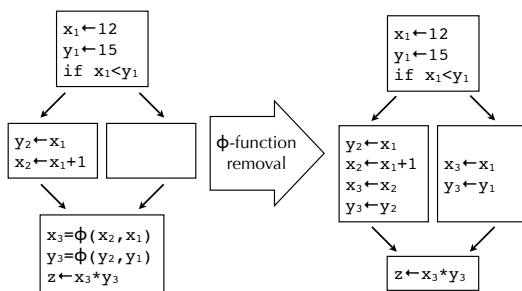 x₁←12
y₁←15
if x₁<y₁
y₂←x₁
x₂←x₁+1
x₃=ϕ(x₂,x₁)
y₃=ϕ(y₂,y₁)
z←x₃*y₃
ϕ-function
removal
x₁←12
y₁←15
if x₁<y₁
y₂←x₁
x₂←x₁+1
x₃←x₂
y₃←y₂
x₃←x₁
y₃←y₁
z←x₃*y₃